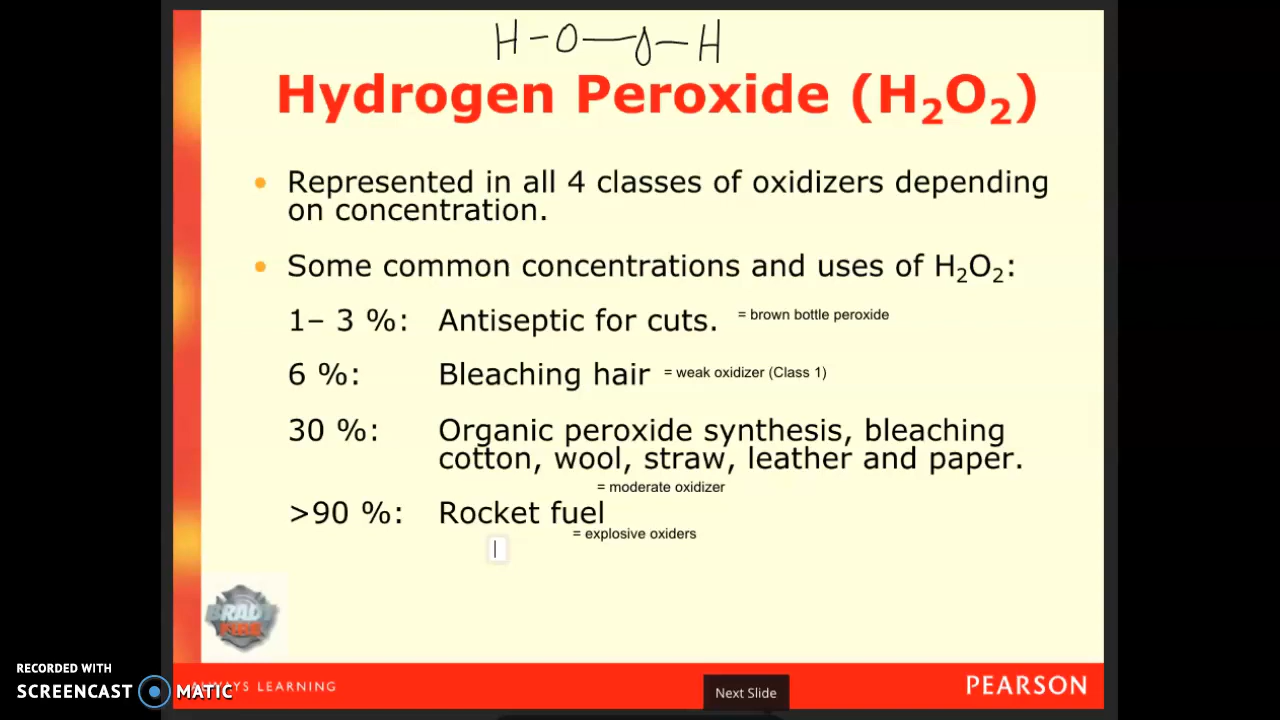 H-O-O-H
Hydrogen Peroxide (H₂O₂)
• Represented in all 4 classes of oxidizers depending
on concentration.
• Some common concentrations and uses of H₂O₂:
1– 3 %: Antiseptic for cuts. = brown bottle peroxide
6 %: Bleaching hair = weak oxidizer (Class 1)
30 %: Organic peroxide synthesis, bleaching
cotton, wool, straw, leather and paper.
= moderate oxidizer
>90 %: Rocket fuel
= explosive oxiders
BRADY
FIRE
RECORDED WITH
SCREENCAST MATIC
ALWAYS LEARNING
Next Slide
PEARSON